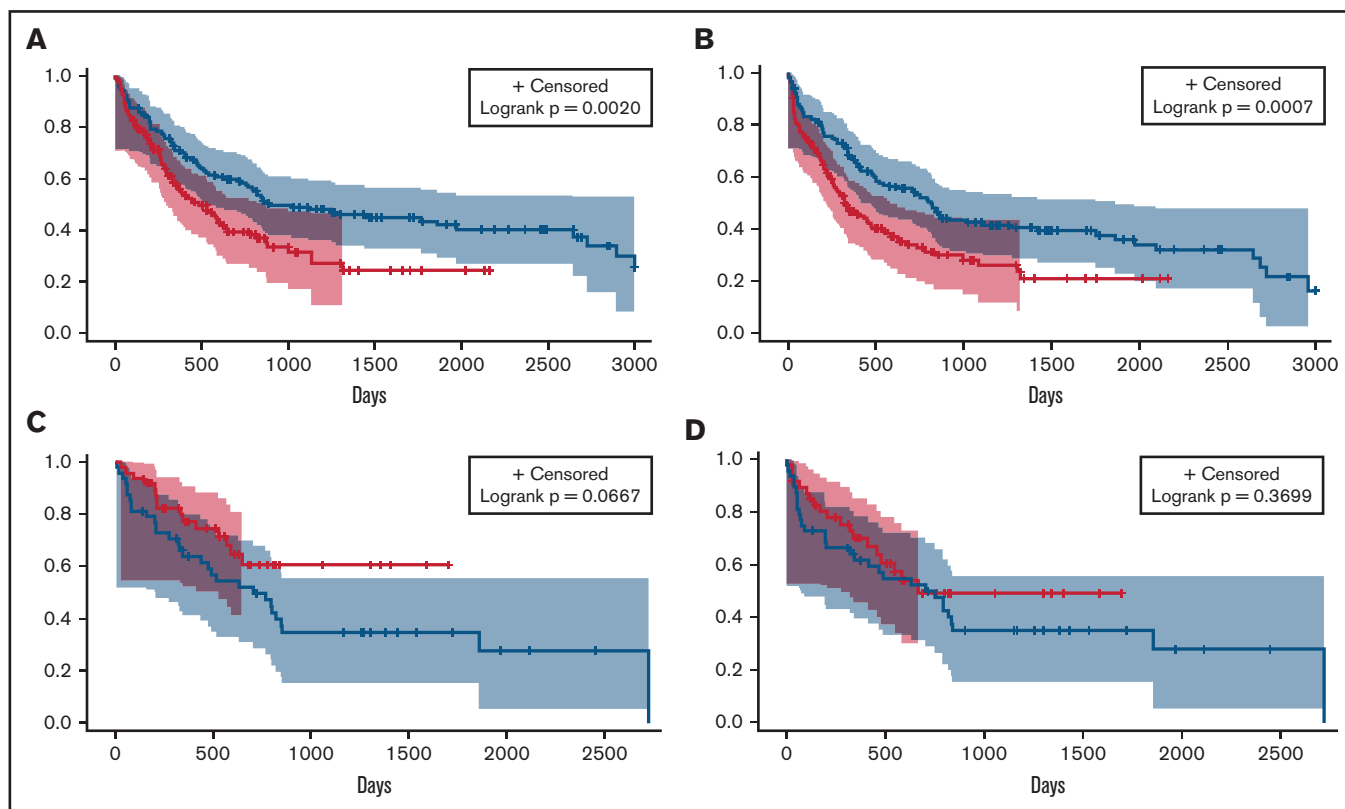 A
1.0
0.8
0.6
0.4
0.2
0.0
+ Censored
Logrank p = 0.0020
0 500 1000 1500 2000 2500 3000
Days
B
1.0
0.8
0.6
0.4
0.2
0.0
+ Censored
Logrank p = 0.0007
0 500 1000 1500 2000 2500 3000
Days
C
1.0
0.8
0.6
0.4
0.2
0.0
+ Censored
Logrank p = 0.0667
0 500 1000 1500 2000 2500
Days
D
1.0
0.8
0.6
0.4
0.2
0.0
+ Censored
Logrank p = 0.3699
0 500 1000 1500 2000 2500
Days